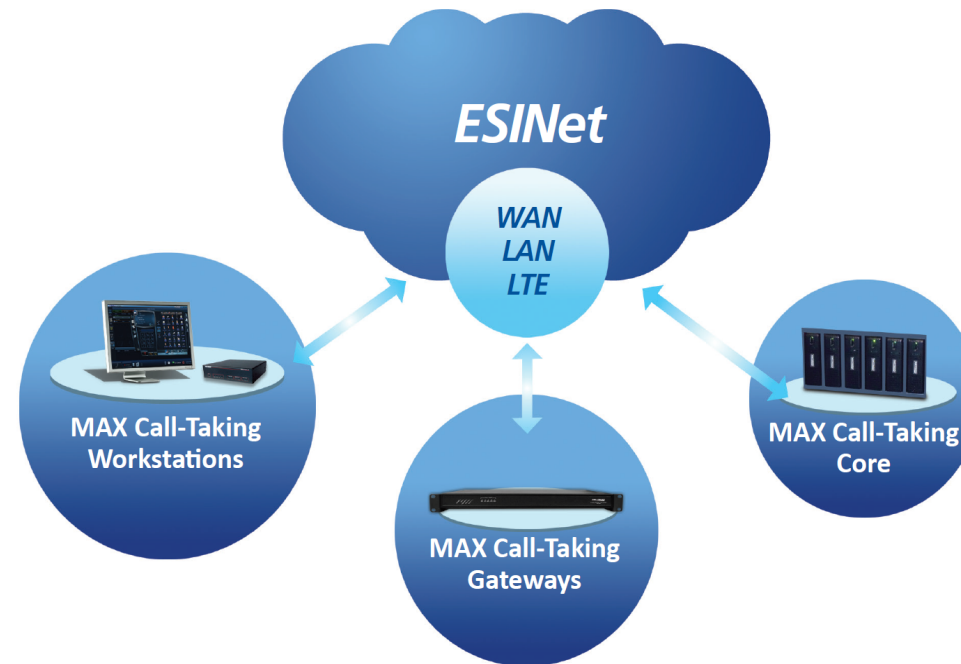 ESINet
WAN
LAN
LTE
MAX Call-Taking
Workstations
MAX Call-Taking
Gateways
MAX Call-Taking
Core